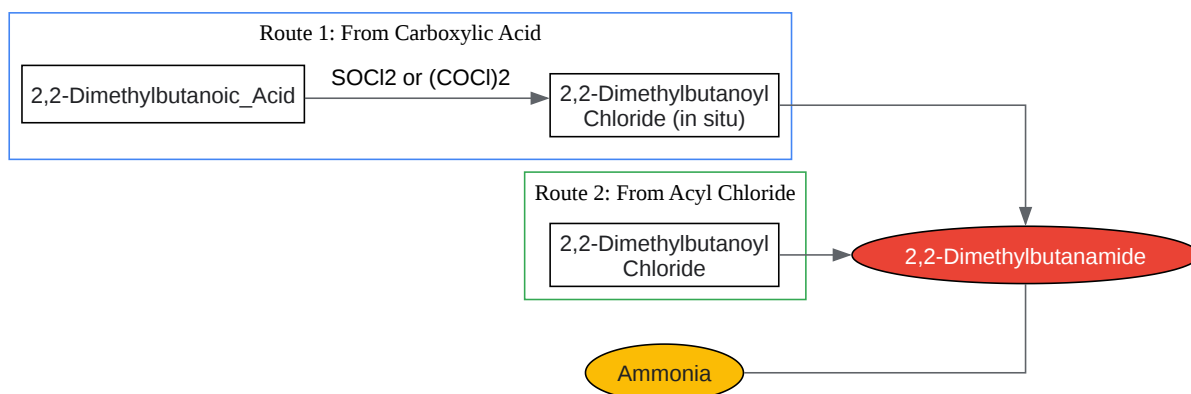 Route 1: From Carboxylic Acid
2,2-Dimethylbutanoic_Acid
SOCl2 or (COCl)2
2,2-Dimethylbutanoyl
Chloride (in situ)
Route 2: From Acyl Chloride
2,2-Dimethylbutanoyl
Chloride
2,2-Dimethylbutanamide
Ammonia